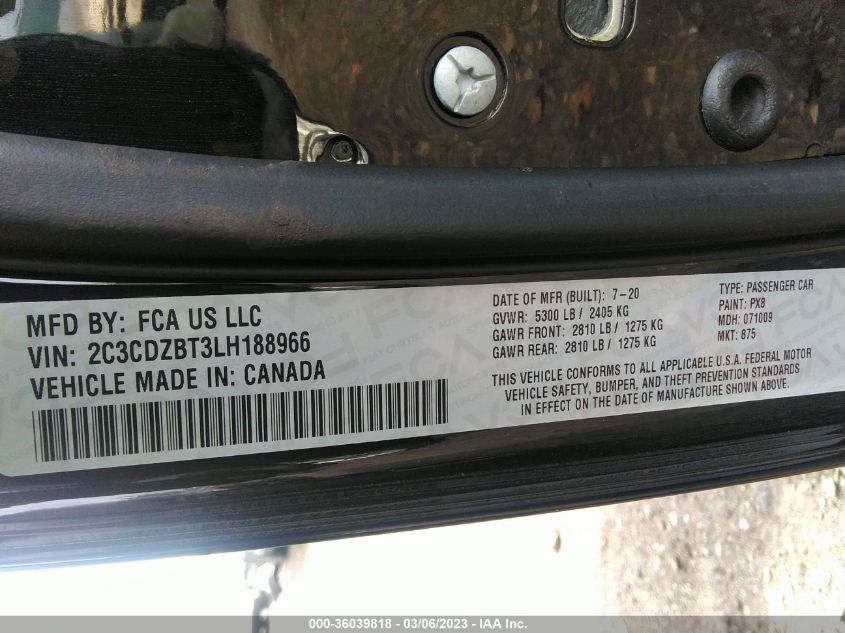 MFD BY: FCA US LLC
VIN: 2C3CDZBT3LH188966
VEHICLE MADE IN: CANADA
DATE OF MFR (BUILT): 7-20
GVWR: 5300 LB / 2405 KG
GAWR FRONT: 2810 LB / 1275 KG
GAWR REAR: 2810 LB / 1275 KG
TYPE: PASSENGER CAR
PAINT: PX8
MDH: 071009
MKT: 875
THIS VEHICLE CONFORMS TO ALL APPLICABLE U.S.A. FEDERAL MOTOR
VEHICLE SAFETY, BUMPER, AND THEFT PREVENTION STANDARDS
IN EFFECT ON THE DATE OF MANUFACTURE SHOWN ABOVE.
000-36039818 - 03/06/2023 - IAA Inc.